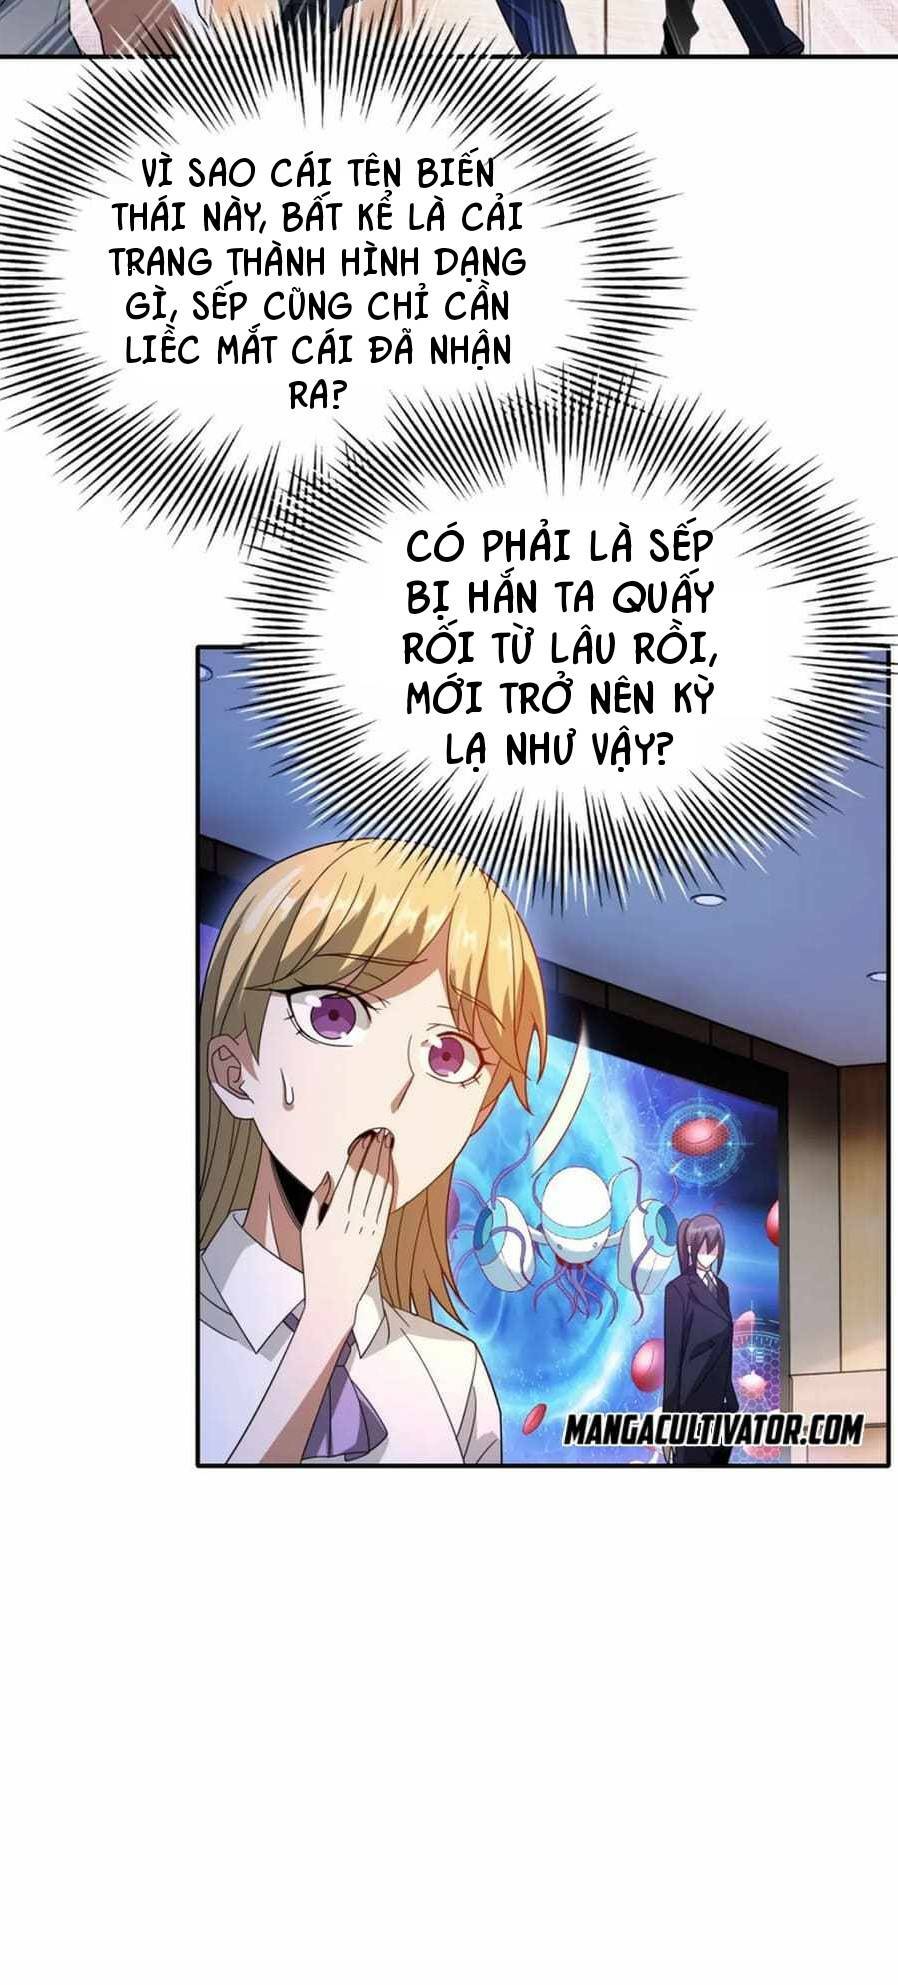 VÌ SAO CÁI TÊN BIẾN
THÁI NÀY, BẤT KỂ LÀ CẢI
TRANG THÀNH HÌNH DẠNG
GÌ, SẾP CŨNG CHỈ CẦN
LIẾC MẮT CÁI ĐÃ NHẬN
RA?
CÓ PHẢI LÀ SẾP
BỊ HẮN TA QUẤY
RỐI TỪ LÂU RỒI,
MỚI TRỞ NÊN KỲ
LẠ NHƯ VẬY?
MANGACULTIVATOR.COM